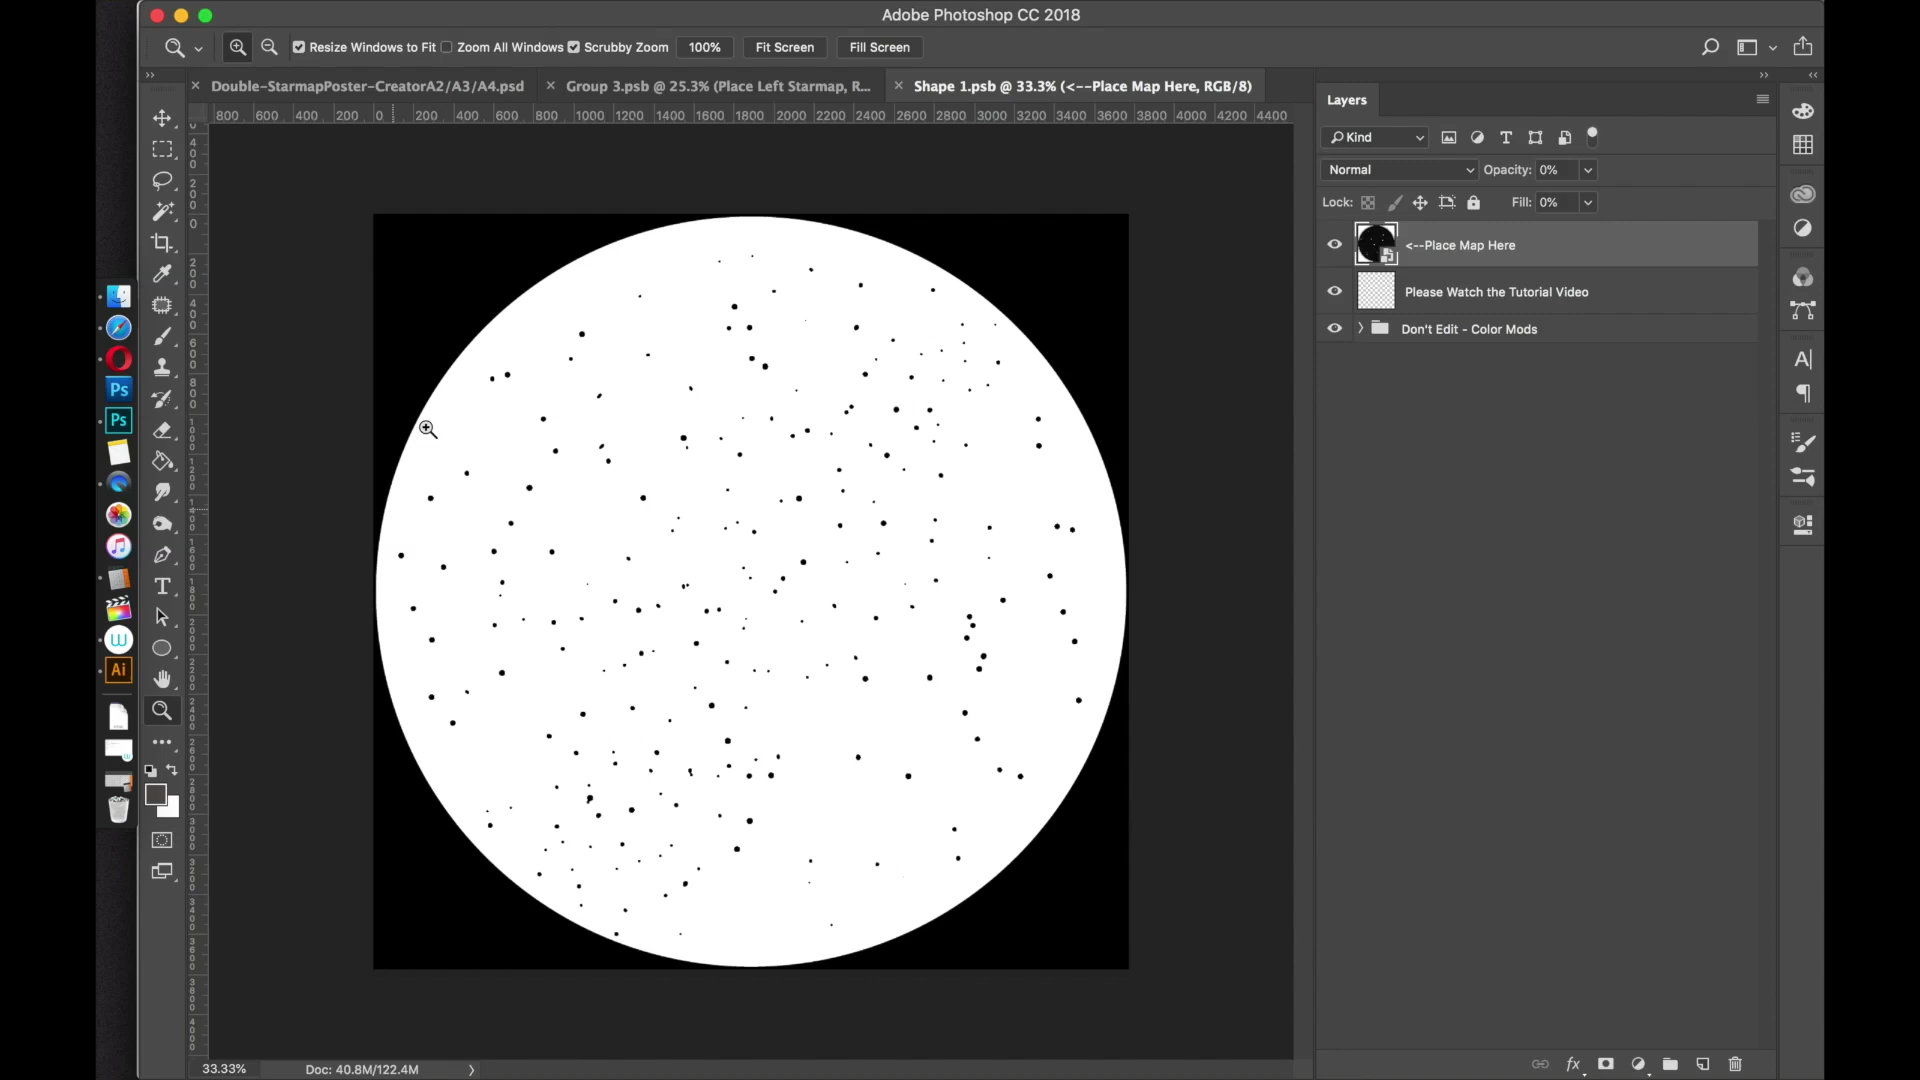 Adobe Photoshop CC 2018
Resize Windows to Fit Zoom All Windows Scrubby Zoom 100% Fit Screen Fill Screen
Double-StarmapPoster-CreatorA2/A3/A4.psd Group 3.psb @ 25.3% (Place Left Starmap, R... Shape 1.psb @ 33.3% (<--Place Map Here, RGB/8)
800 600 400 200 0 200 400 600 800 1000 1200 1400 1600 1800 2000 2200 2400 2600 2800 3000 3200 3400 3600 3800 4000 4200 4400
Layers
Kind
Normal Opacity: 0%
Lock: Fill: 0%
<--Place Map Here
Please Watch the Tutorial Video
Don't Edit - Color Mods
Ps
Ps
W
Ai
33.33% Doc: 40.8M/122.4M
fx